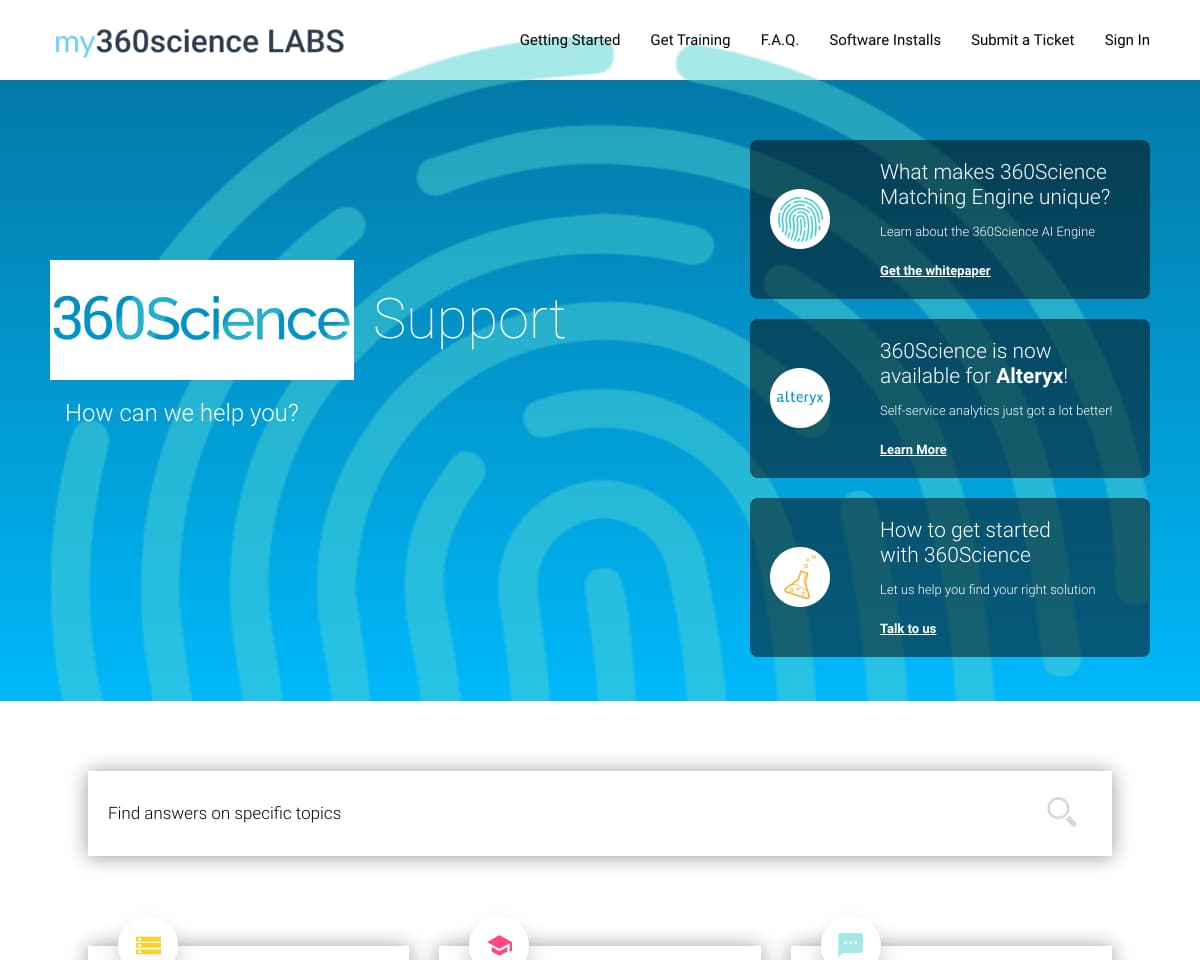 my360science LABS
Getting Started
Get Training
F.A.Q.
Software Installs
Submit a Ticket
Sign In
360Science Support
How can we help you?
What makes 360Science
Matching Engine unique?
Learn about the 360Science AI Engine
Get the whitepaper
alteryx
360Science is now
available for Alteryx!
Self-service analytics just got a lot better!
Learn More
How to get started
with 360Science
Let us help you find your right solution
Talk to us
Find answers on specific topics